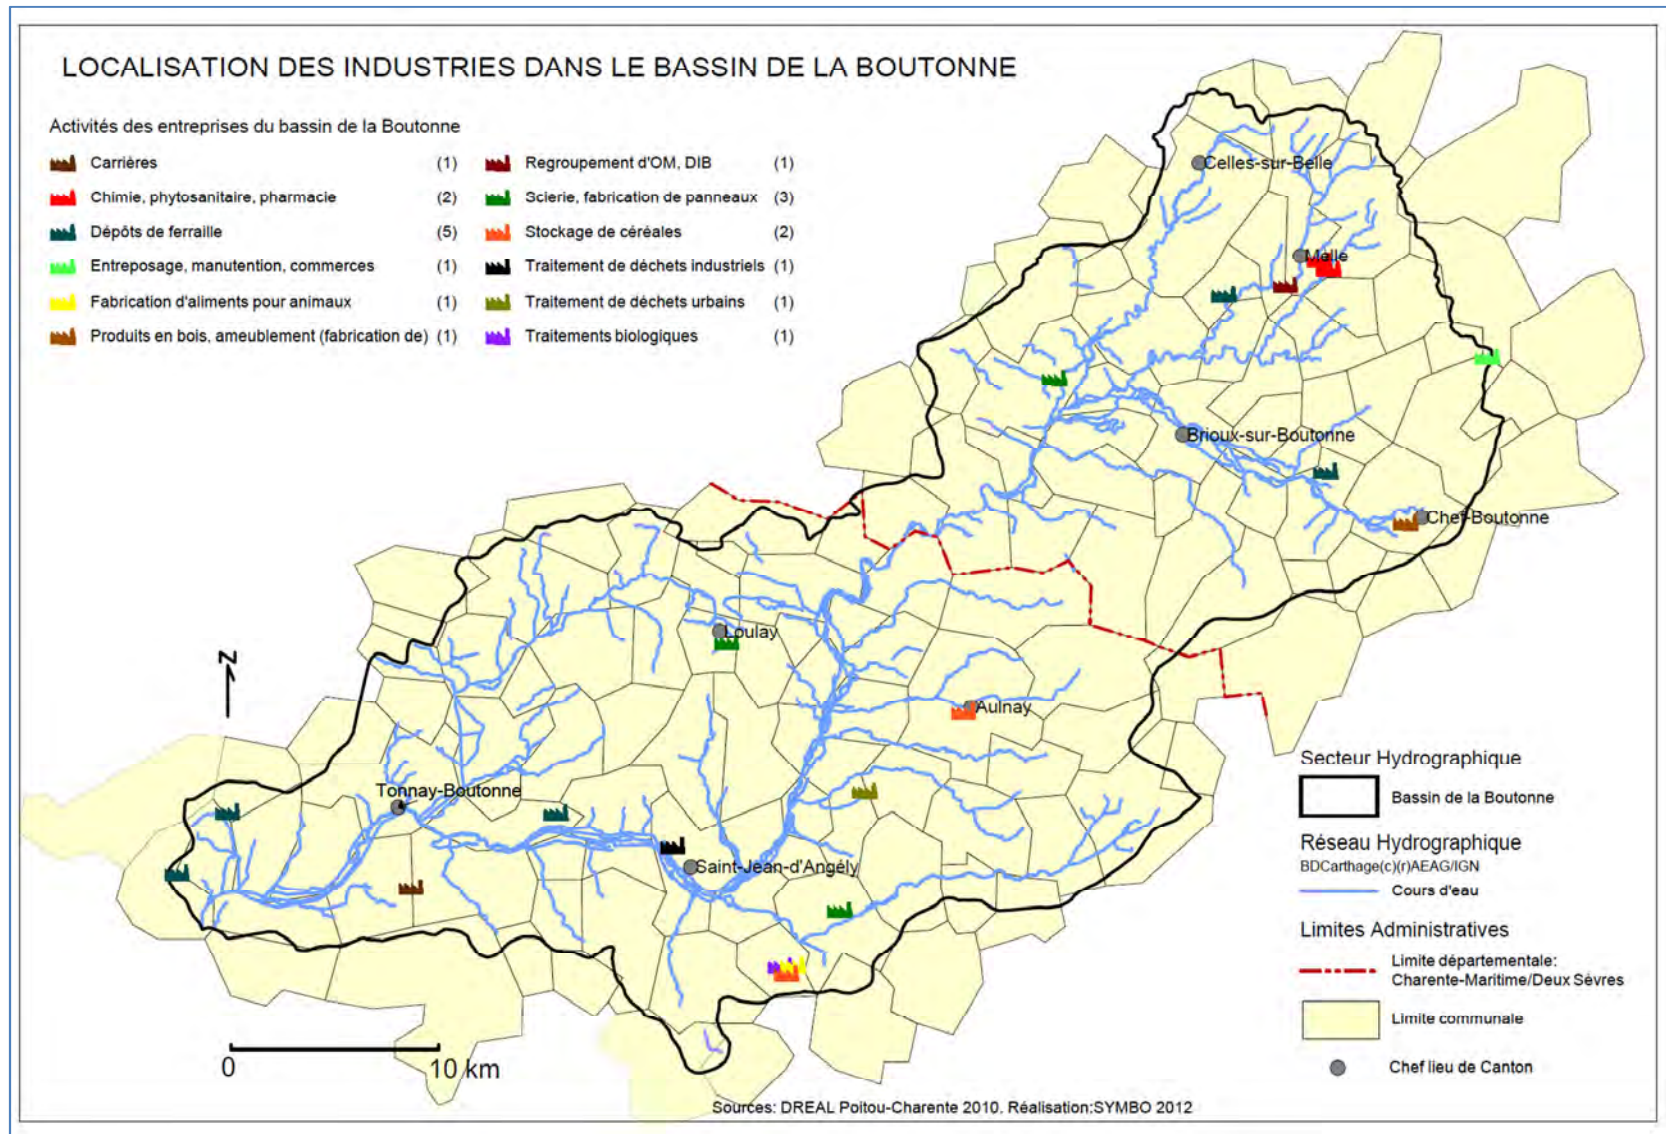 LOCALISATION DES INDUSTRIES DANS LE BASSIN DE LA BOUTONNE
Activités des entreprises du bassin de la Boutonne
Carrières (1)
Chimie, phytosanitaire, pharmacie (2)
Dépôts de ferraille (5)
Entreposage, manutention, commerces (1)
Fabrication d'aliments pour animaux (1)
Produits en bois, ameublement (fabrication de) (1)
Regroupement d'OM, DIB (1)
Scierie, fabrication de panneaux (3)
Stockage de céréales (2)
Traitement de déchets industriels (1)
Traitement de déchets urbains (1)
Traitements biologiques (1)
Celles-sur-Belle
Melle
Brioux-sur-Boutonne
Chef-Boutonne
Loulay
Aulnay
Tonnay-Boutonne
Saint-Jean-d'Angély
N
0 10 km
Secteur Hydrographique
Bassin de la Boutonne
Réseau Hydrographique
BDCarthage(c)(r)AEAG/IGN
Cours d'eau
Limites Administratives
Limite départementale:
Charente-Maritime/Deux Sévres
Limite communale
Chef lieu de Canton
Sources: DREAL Poitou-Charente 2010. Réalisation:SYMBO 2012